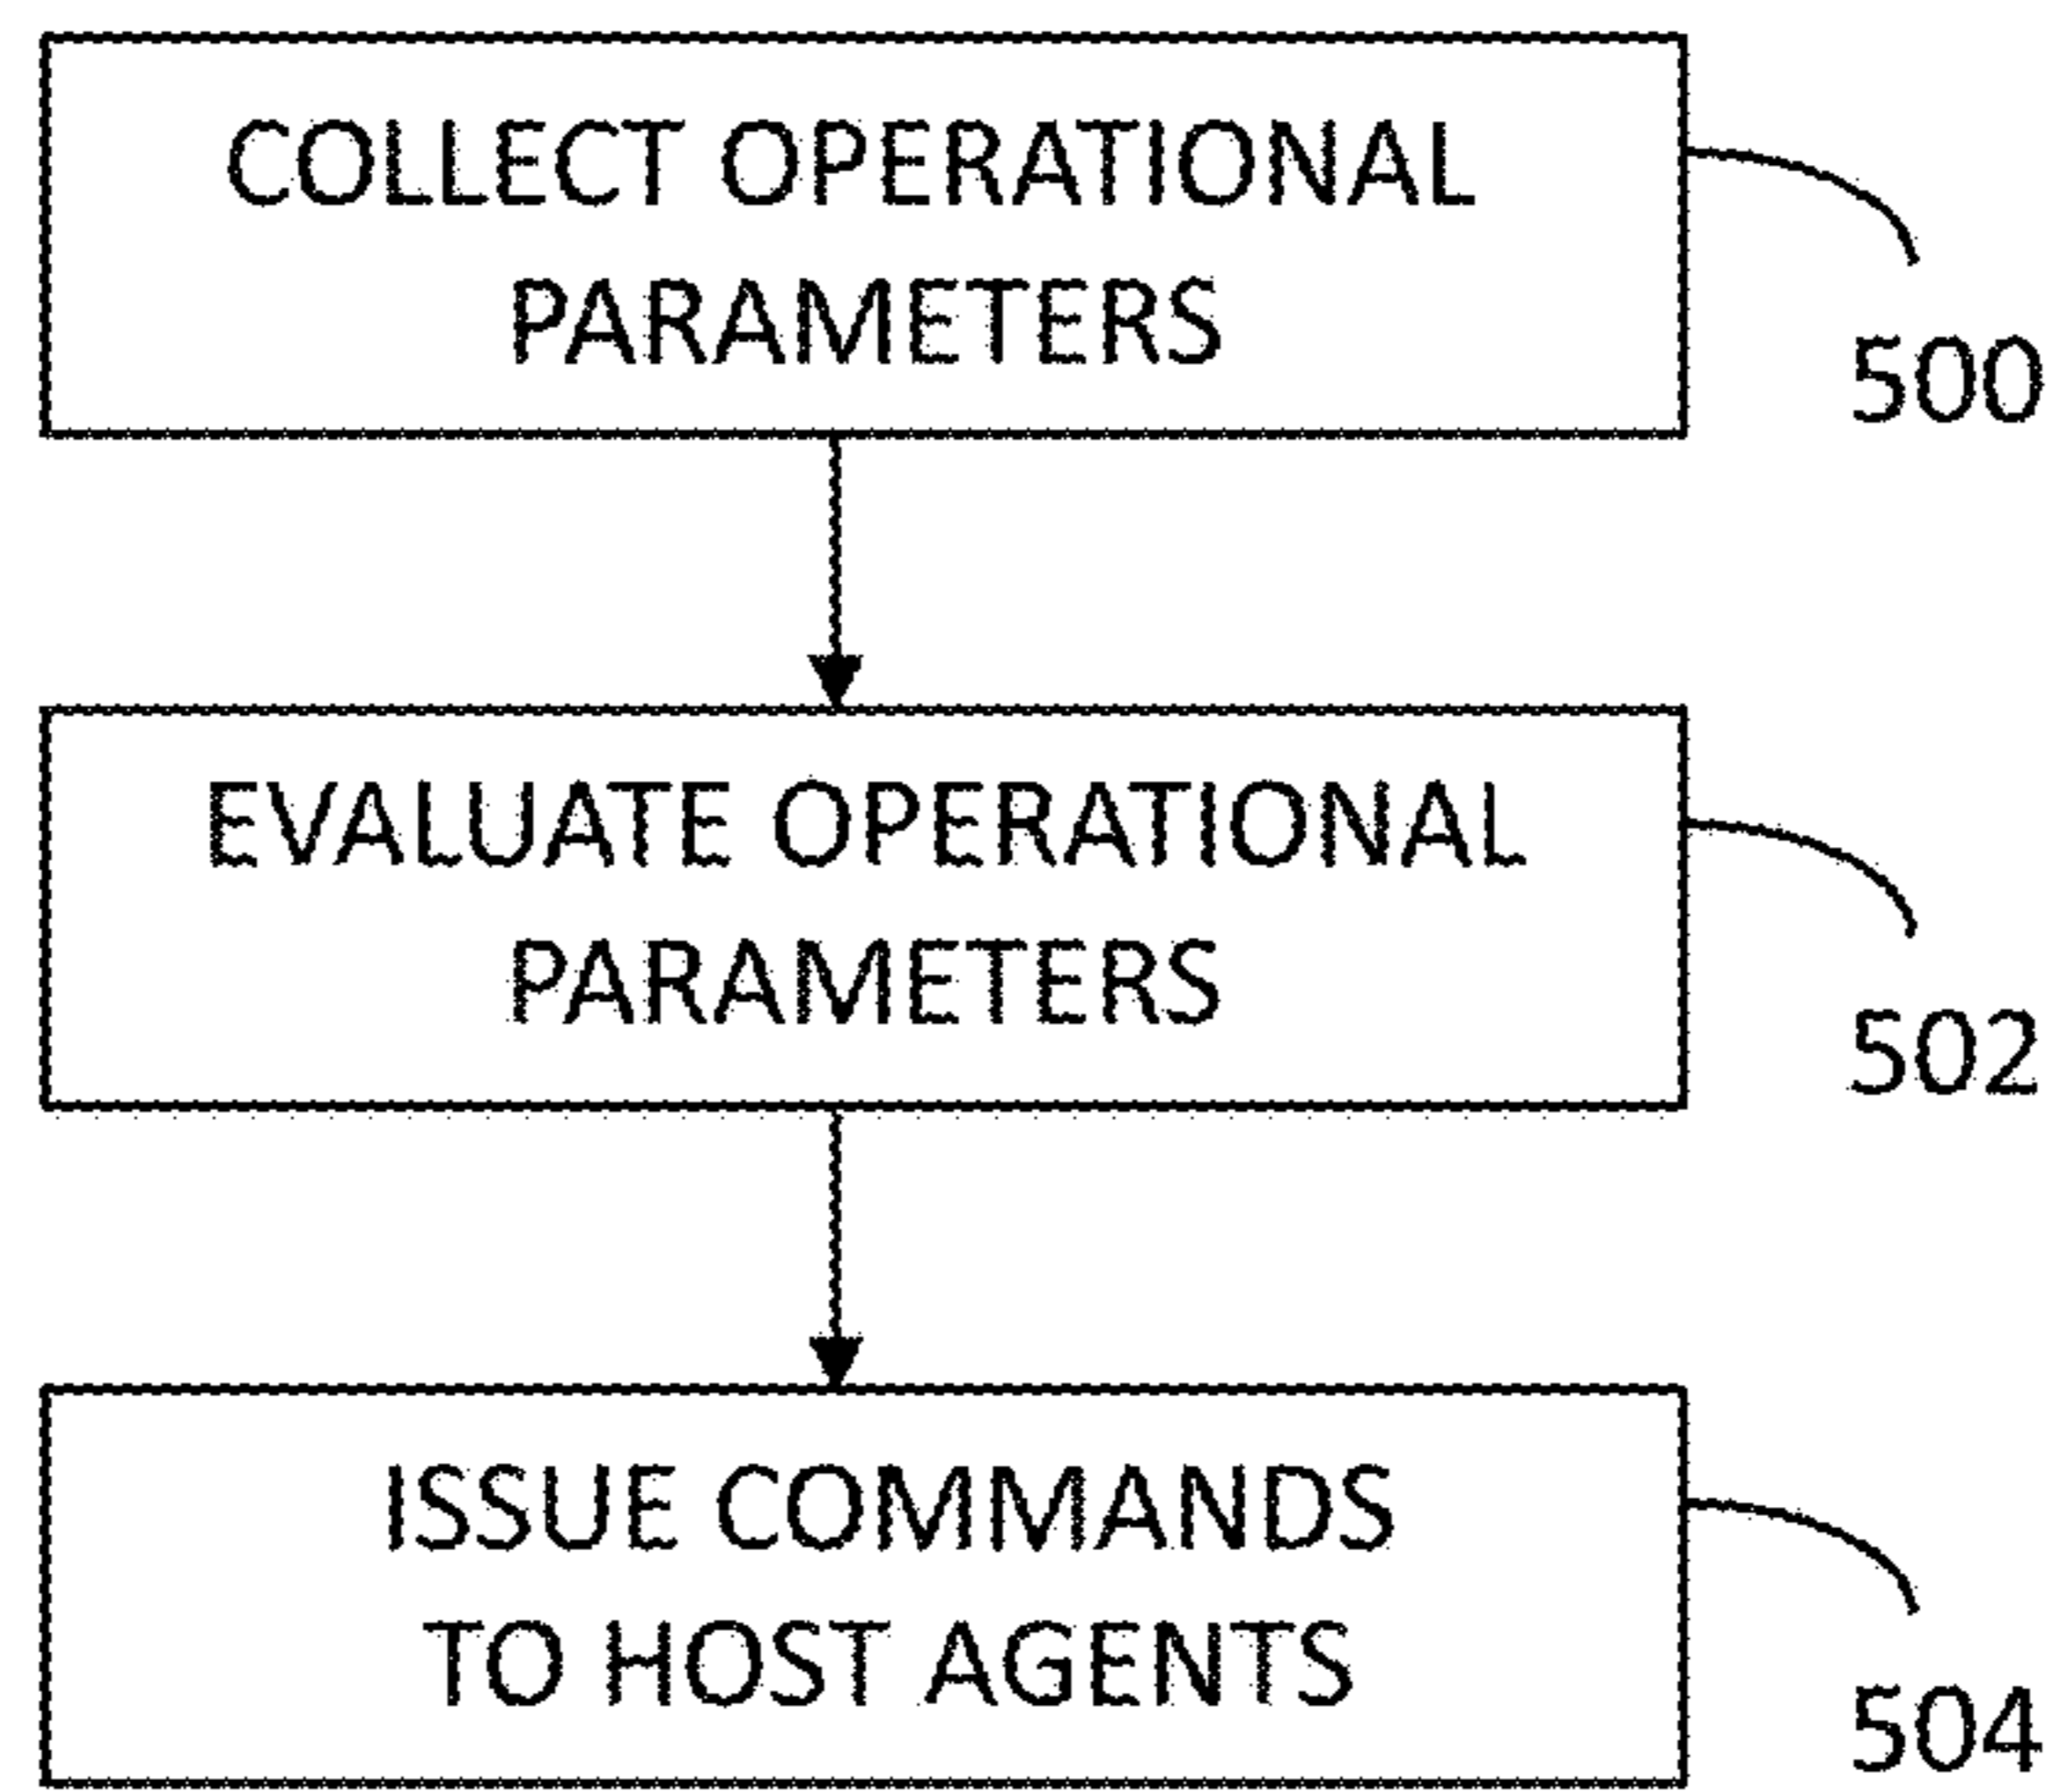 COLLECT OPERATIONAL
PARAMETERS
500
EVALUATE OPERATIONAL
PARAMETERS
502
ISSUE COMMANDS
TO HOST AGENTS
504